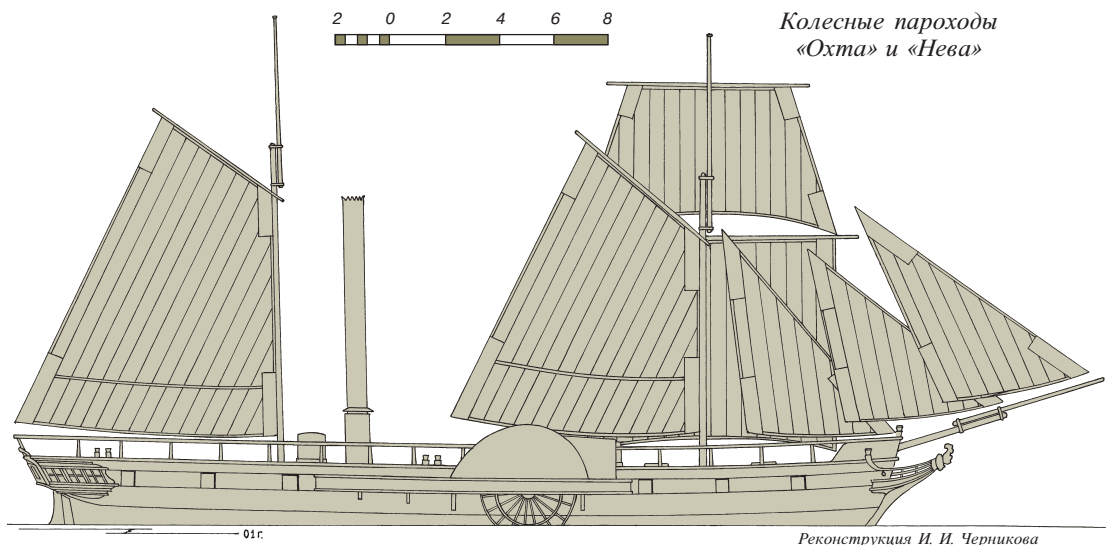 2 0 2 4 6 8
Колесные пароходы
«Охта» и «Нева»
01г.
Реконструкция И. И. Черникова